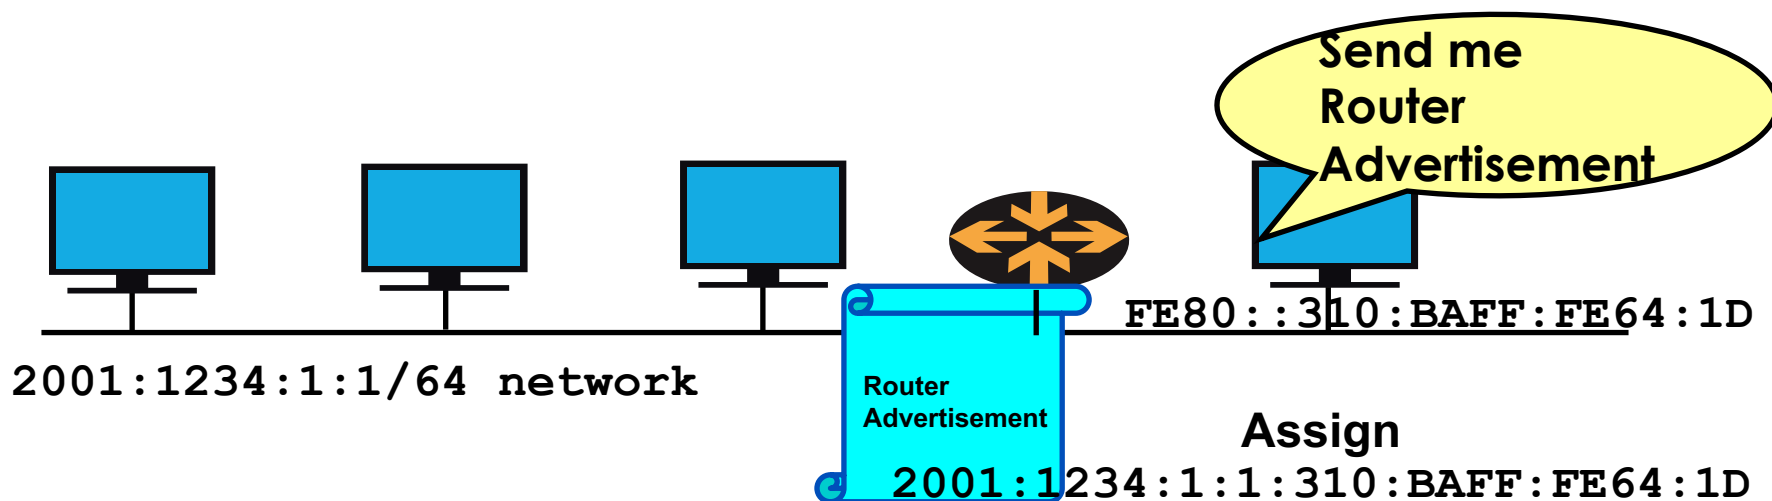 Send me
Router
Advertisement
FE80::310:BAFF:FE64:1D
2001:1234:1:1/64 network
Router
Advertisement
Assign
2001:1234:1:1:310:BAFF:FE64:1D